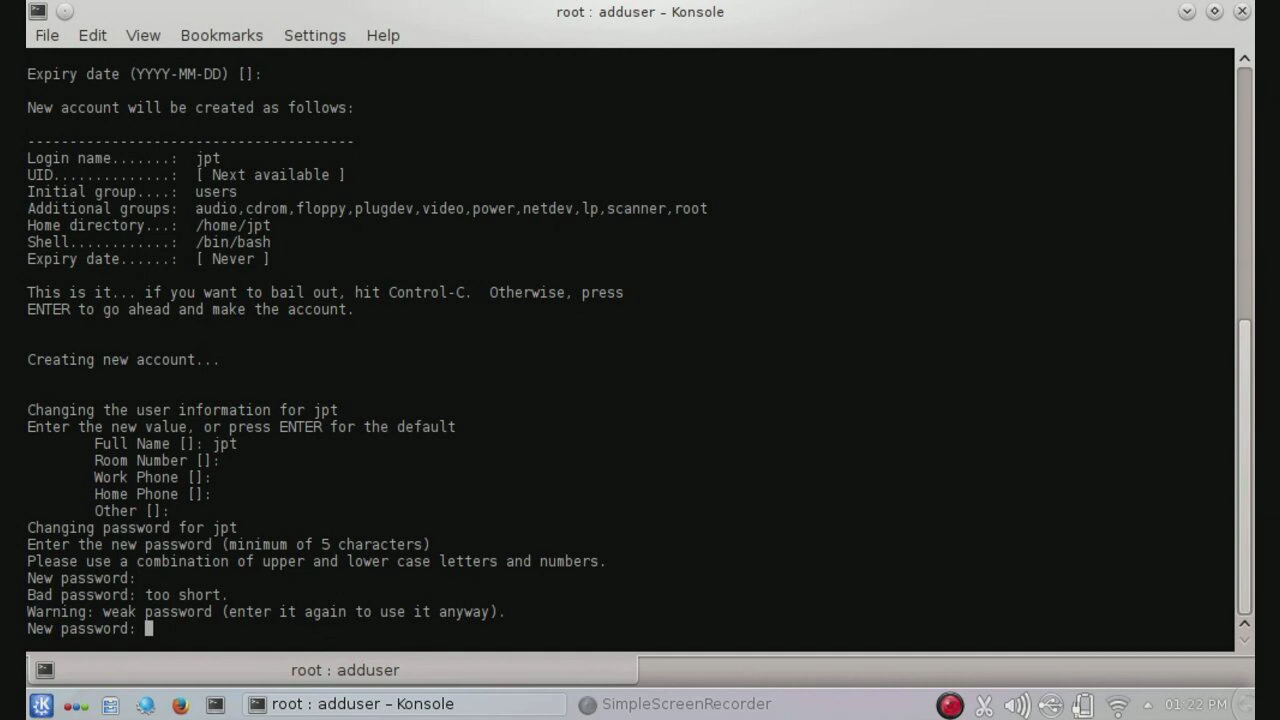 root : adduser – Konsole
File Edit View Bookmarks Settings Help
Expiry date (YYYY-MM-DD) []:
New account will be created as follows:
---------------------------------------
Login name.......:  jpt
UID..............:  [ Next available ]
Initial group....:  users
Additional groups:  audio,cdrom,floppy,plugdev,video,power,netdev,lp,scanner,root
Home directory...:  /home/jpt
Shell............:  /bin/bash
Expiry date......:  [ Never ]
This is it... if you want to bail out, hit Control-C.  Otherwise, press
ENTER to go ahead and make the account.
Creating new account...
Changing the user information for jpt
Enter the new value, or press ENTER for the default
Full Name []: jpt
Room Number []:
Work Phone []:
Home Phone []:
Other []:
Changing password for jpt
Enter the new password (minimum of 5 characters)
Please use a combination of upper and lower case letters and numbers.
New password:
Bad password: too short.
Warning: weak password (enter it again to use it anyway).
New password:
root : adduser
root : adduser – Konsole
SimpleScreenRecorder
01:22 PM